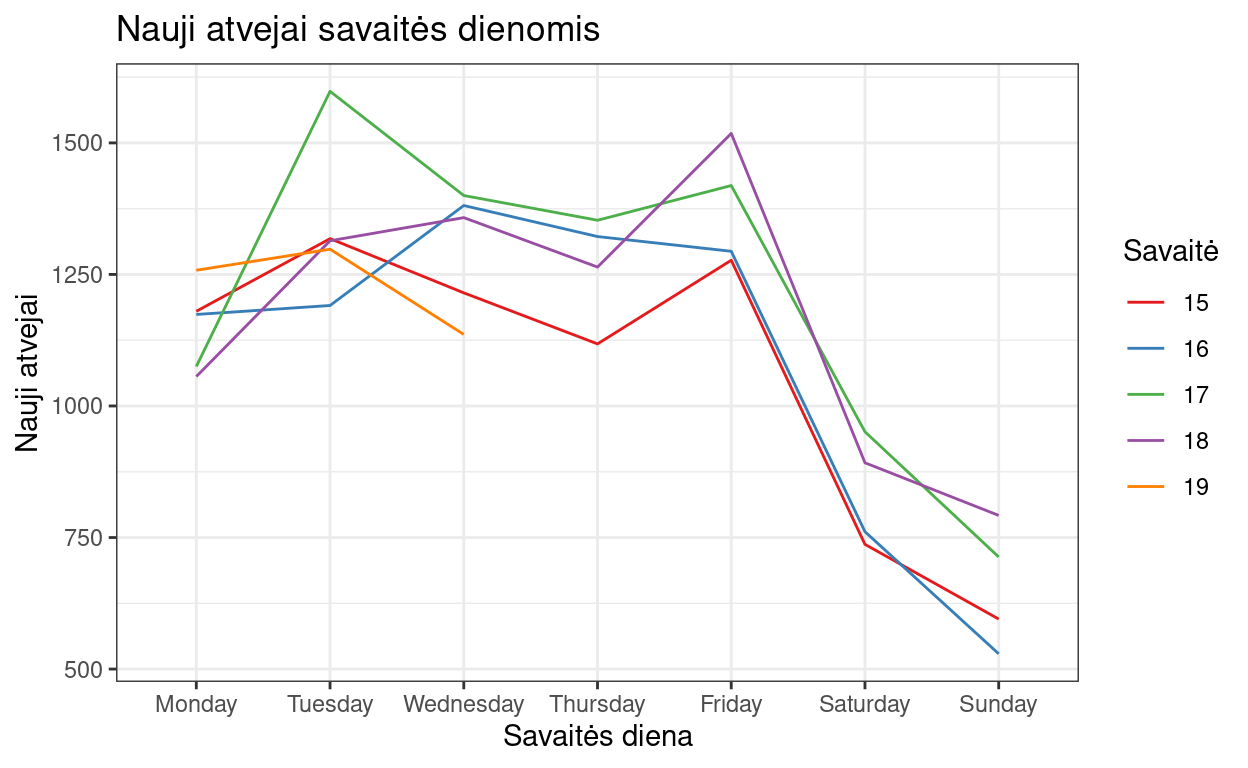 Nauji atvejai savaitės dienomis
Nauji atvejai
1500
1250
1000
750
500
Monday Tuesday Wednesday Thursday Friday Saturday Sunday
Savaitės diena
Savaitė
15
16
17
18
19